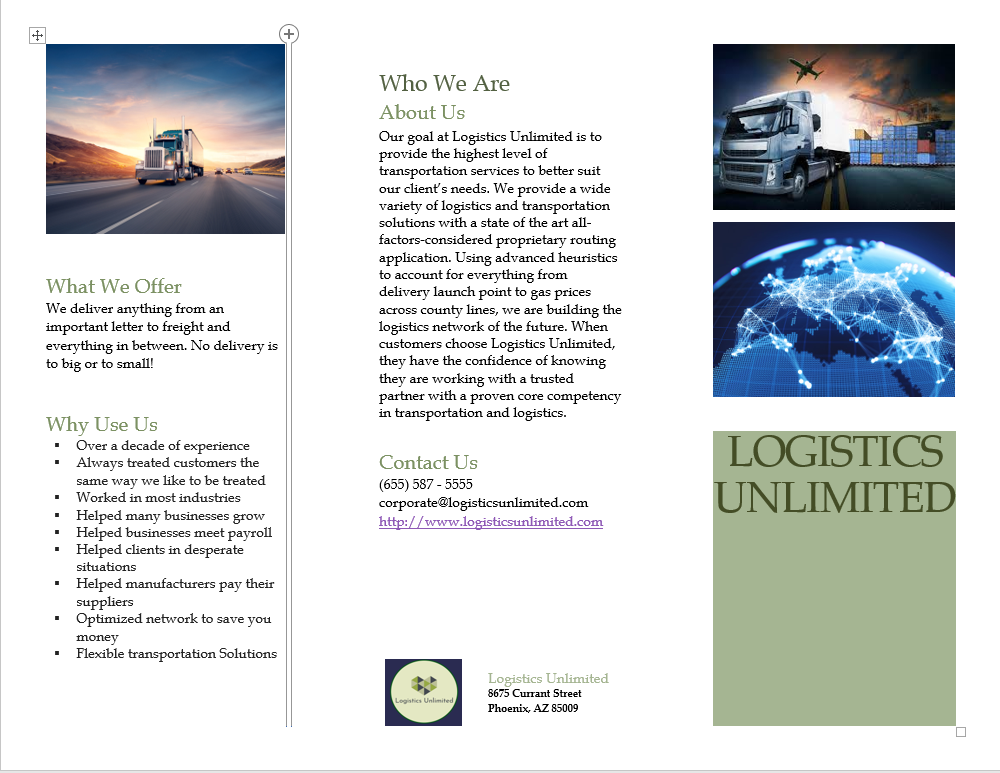 What We Offer
We deliver anything from an
important letter to freight and
everything in between. No delivery is
to big or to small!
Why Use Us
▪ Over a decade of experience
▪ Always treated customers the
same way we like to be treated
▪ Worked in most industries
▪ Helped many businesses grow
▪ Helped businesses meet payroll
▪ Helped clients in desperate
situations
▪ Helped manufacturers pay their
suppliers
▪ Optimized network to save you
money
▪ Flexible transportation Solutions
Who We Are
About Us
Our goal at Logistics Unlimited is to
provide the highest level of
transportation services to better suit
our client’s needs. We provide a wide
variety of logistics and transportation
solutions with a state of the art all-
factors-considered proprietary routing
application. Using advanced heuristics
to account for everything from
delivery launch point to gas prices
across county lines, we are building the
logistics network of the future. When
customers choose Logistics Unlimited,
they have the confidence of knowing
they are working with a trusted
partner with a proven core competency
in transportation and logistics.
Contact Us
(655) 587 - 5555
corporate@logisticsunlimited.com
http://www.logisticsunlimited.com
Logistics Unlimited
Logistics Unlimited
8675 Currant Street
Phoenix, AZ 85009
LOGISTICS
UNLIMITED